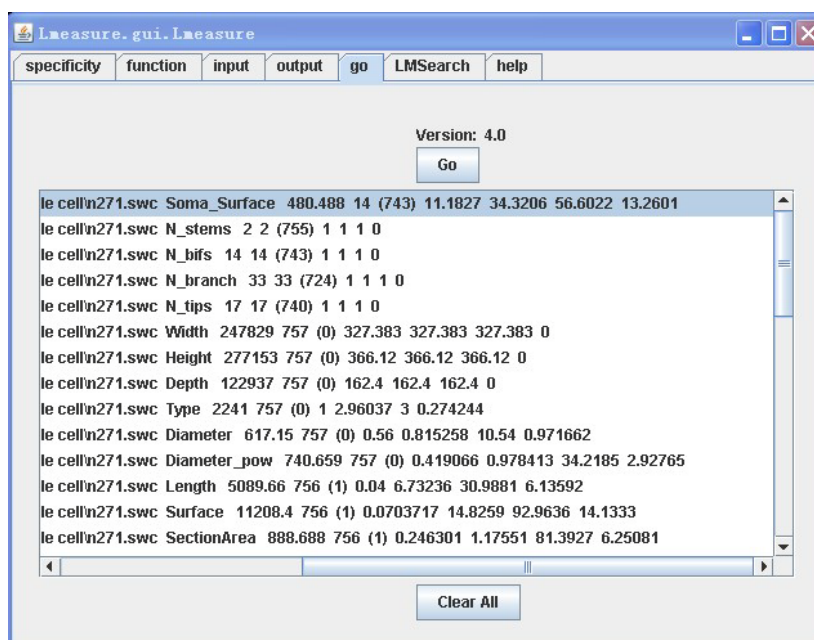 Lmeasure.gui.Lmeasure
specificity function input output go LMSearch help
Version: 4.0
Go
le cell\n271.swc Soma_Surface 480.488 14 (743) 11.1827 34.3206 56.6022 13.2601
le cell\n271.swc N_stems 2 2 (755) 1 1 1 0
le cell\n271.swc N_bifs 14 14 (743) 1 1 1 0
le cell\n271.swc N_branch 33 33 (724) 1 1 1 0
le cell\n271.swc N_tips 17 17 (740) 1 1 1 0
le cell\n271.swc Width 247829 757 (0) 327.383 327.383 327.383 0
le cell\n271.swc Height 277153 757 (0) 366.12 366.12 366.12 0
le cell\n271.swc Depth 122937 757 (0) 162.4 162.4 162.4 0
le cell\n271.swc Type 2241 757 (0) 1 2.96037 3 0.274244
le cell\n271.swc Diameter 617.15 757 (0) 0.56 0.815258 10.54 0.971662
le cell\n271.swc Diameter_pow 740.659 757 (0) 0.419066 0.978413 34.2185 2.92765
le cell\n271.swc Length 5089.66 756 (1) 0.04 6.73236 30.9881 6.13592
le cell\n271.swc Surface 11208.4 756 (1) 0.0703717 14.8259 92.9636 14.1333
le cell\n271.swc SectionArea 888.688 756 (1) 0.246301 1.17551 81.3927 6.25081
Clear All